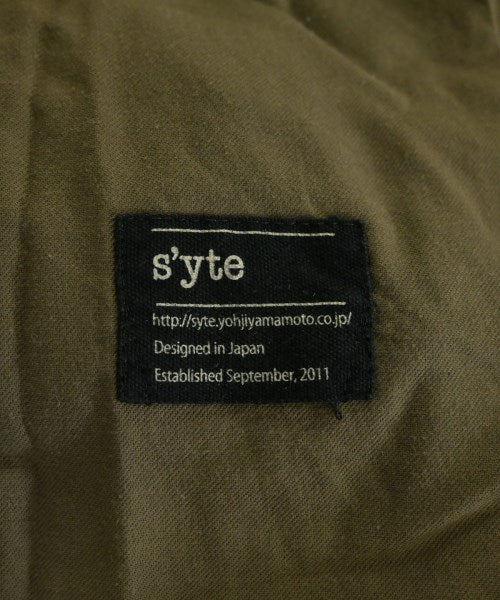 s'yte
http://syte.yohjiyamamoto.co.jp/
Designed in Japan
Established September, 2011